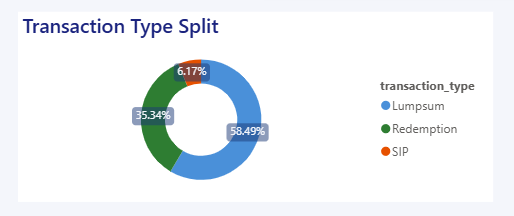 Transaction Type Split
6.17%
transaction_type
Lumpsum
35.34%
Redemption
58.49%
SIP